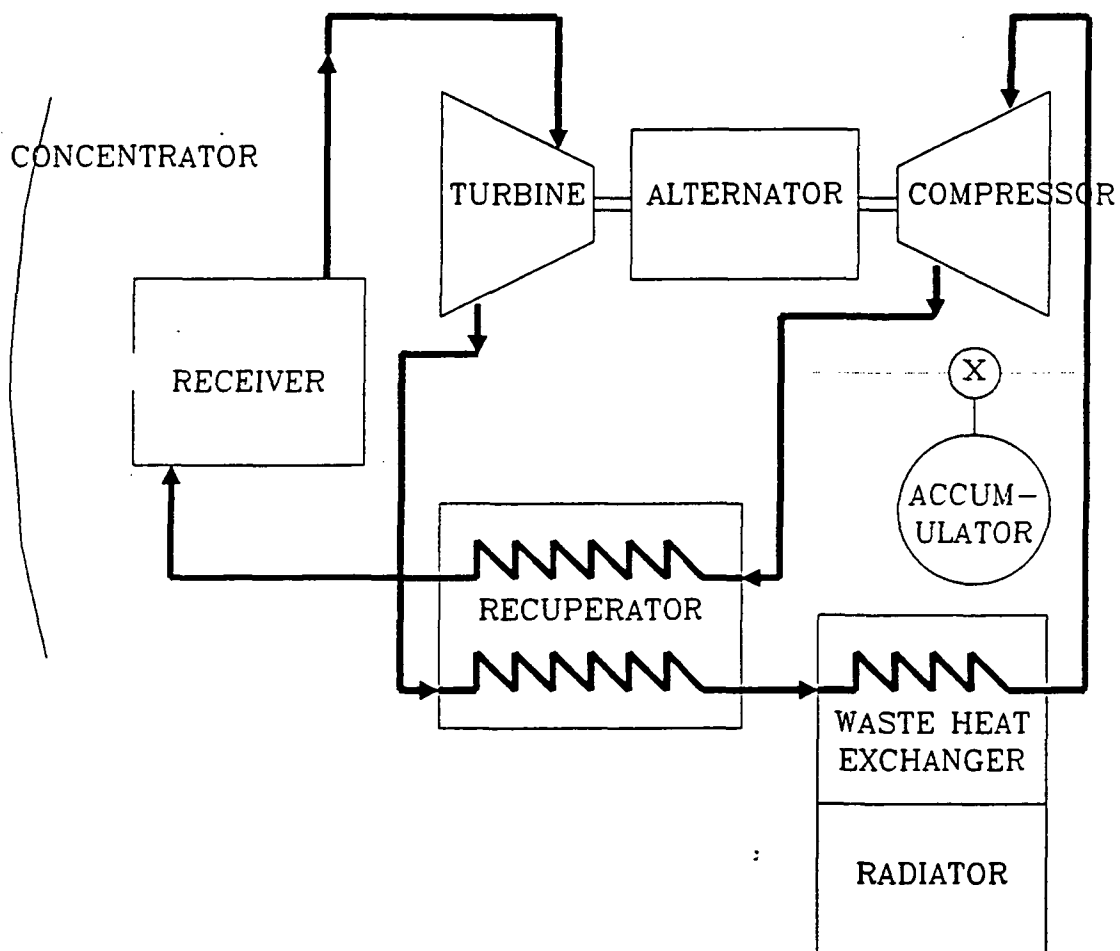 CONCENTRATOR
TURBINE
ALTERNATOR
COMPRESSOR
RECEIVER
X
ACCUM-
ULATOR
RECUPERATOR
WASTE HEAT
EXCHANGER
RADIATOR